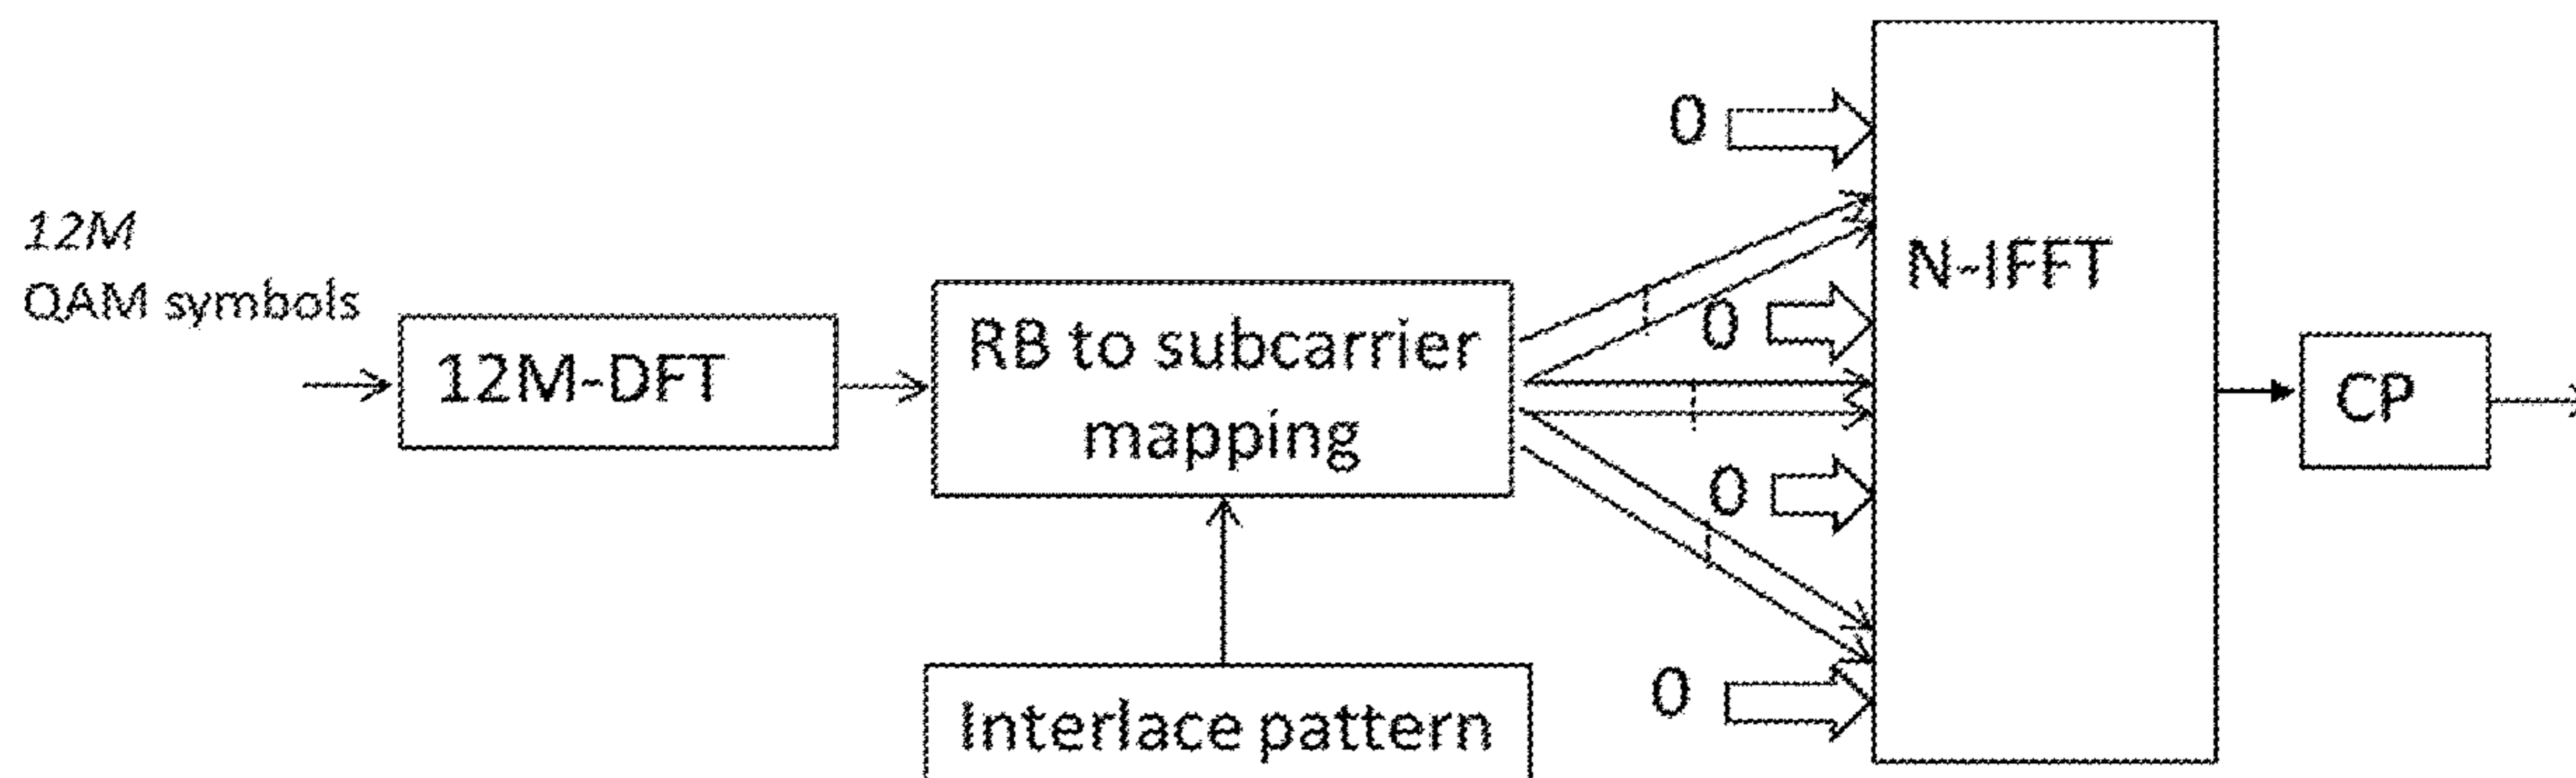 12M
QAM symbols
12M-DFT
RB to subcarrier
mapping
Interlace pattern
0
0
0
0
N-IFFT
CP